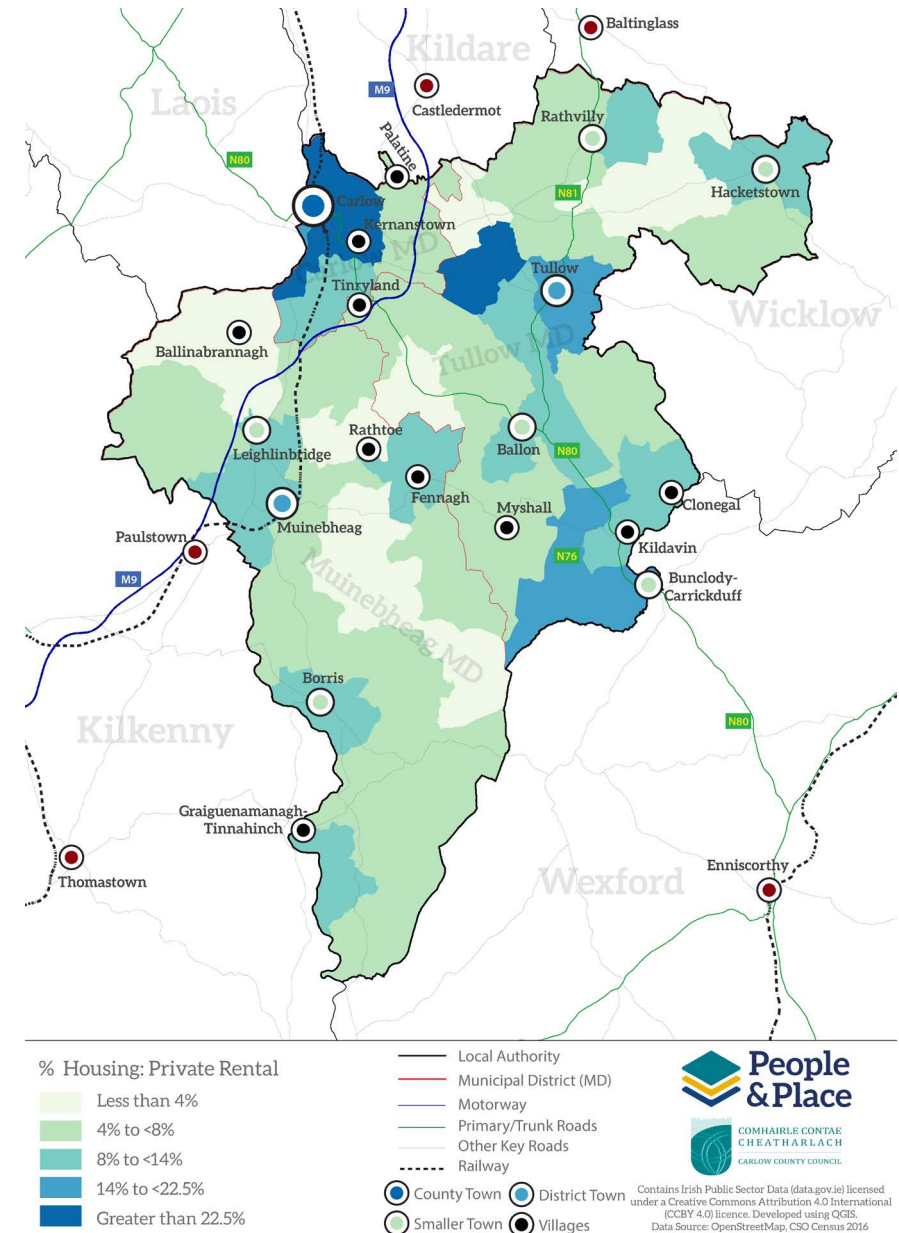 Baltinglass
Kildare
Laois
M9
Castledermot
Rathvilly
Palatine
N80
N81
Hacketstown
Carlow
Kernanstown
Carlow MD
Tullow
Tinryland
Wicklow
Ballinabrannagh
Tullow MD
Rathtoe
Leighlinbridge
Ballon
N80
Fennagh
Clonegal
Myshall
Muinebheag
Paulstown
Kildavin
N76
M9
Bunclody-
Carrickduff
Muinebheag MD
Borris
Kilkenny
N80
Graiguenamanagh-
Tinnahinch
Enniscorthy
Wexford
Thomastown
% Housing: Private Rental
Less than 4%
4% to <8%
8% to <14%
14% to <22.5%
Greater than 22.5%
Local Authority
Municipal District (MD)
Motorway
Primary/Trunk Roads
Other Key Roads
Railway
County Town
District Town
Smaller Town
Villages
People
&Place
COMHAIRLE CONTAE
CHEATHARLACH
CARLOW COUNTY COUNCIL
Contains Irish Public Sector Data (data.gov.ie) licensed
under a Creative Commons Attribution 4.0 International
(CCBY 4.0) licence. Developed using QGIS.
Data Source: OpenStreetMap, CSO Census 2016